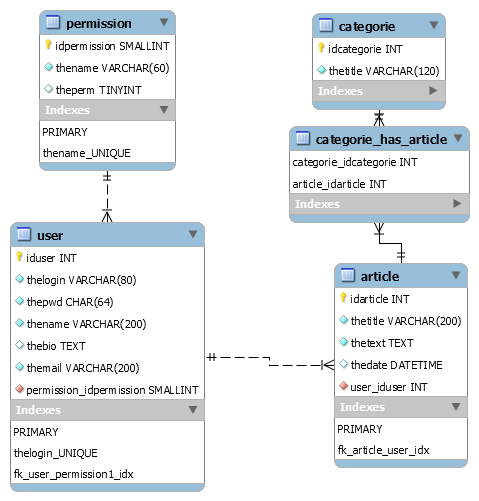 permission
idpermission SMALLINT
thename VARCHAR(60)
theperm TINYINT
Indexes
PRIMARY
thename_UNIQUE
categorie
idcategorie INT
thetitle VARCHAR(120)
Indexes
categorie_has_article
categorie_idcategorie INT
article_idarticle INT
Indexes
user
iduser INT
thelogin VARCHAR(80)
thepwd CHAR(64)
thename VARCHAR(200)
thebio TEXT
themail VARCHAR(200)
permission_idpermission SMALLINT
Indexes
PRIMARY
thelogin_UNIQUE
fk_user_permission1_idx
article
idarticle INT
thetitle VARCHAR(200)
thetext TEXT
thedate DATETIME
user_iduser INT
Indexes
PRIMARY
fk_article_user_idx